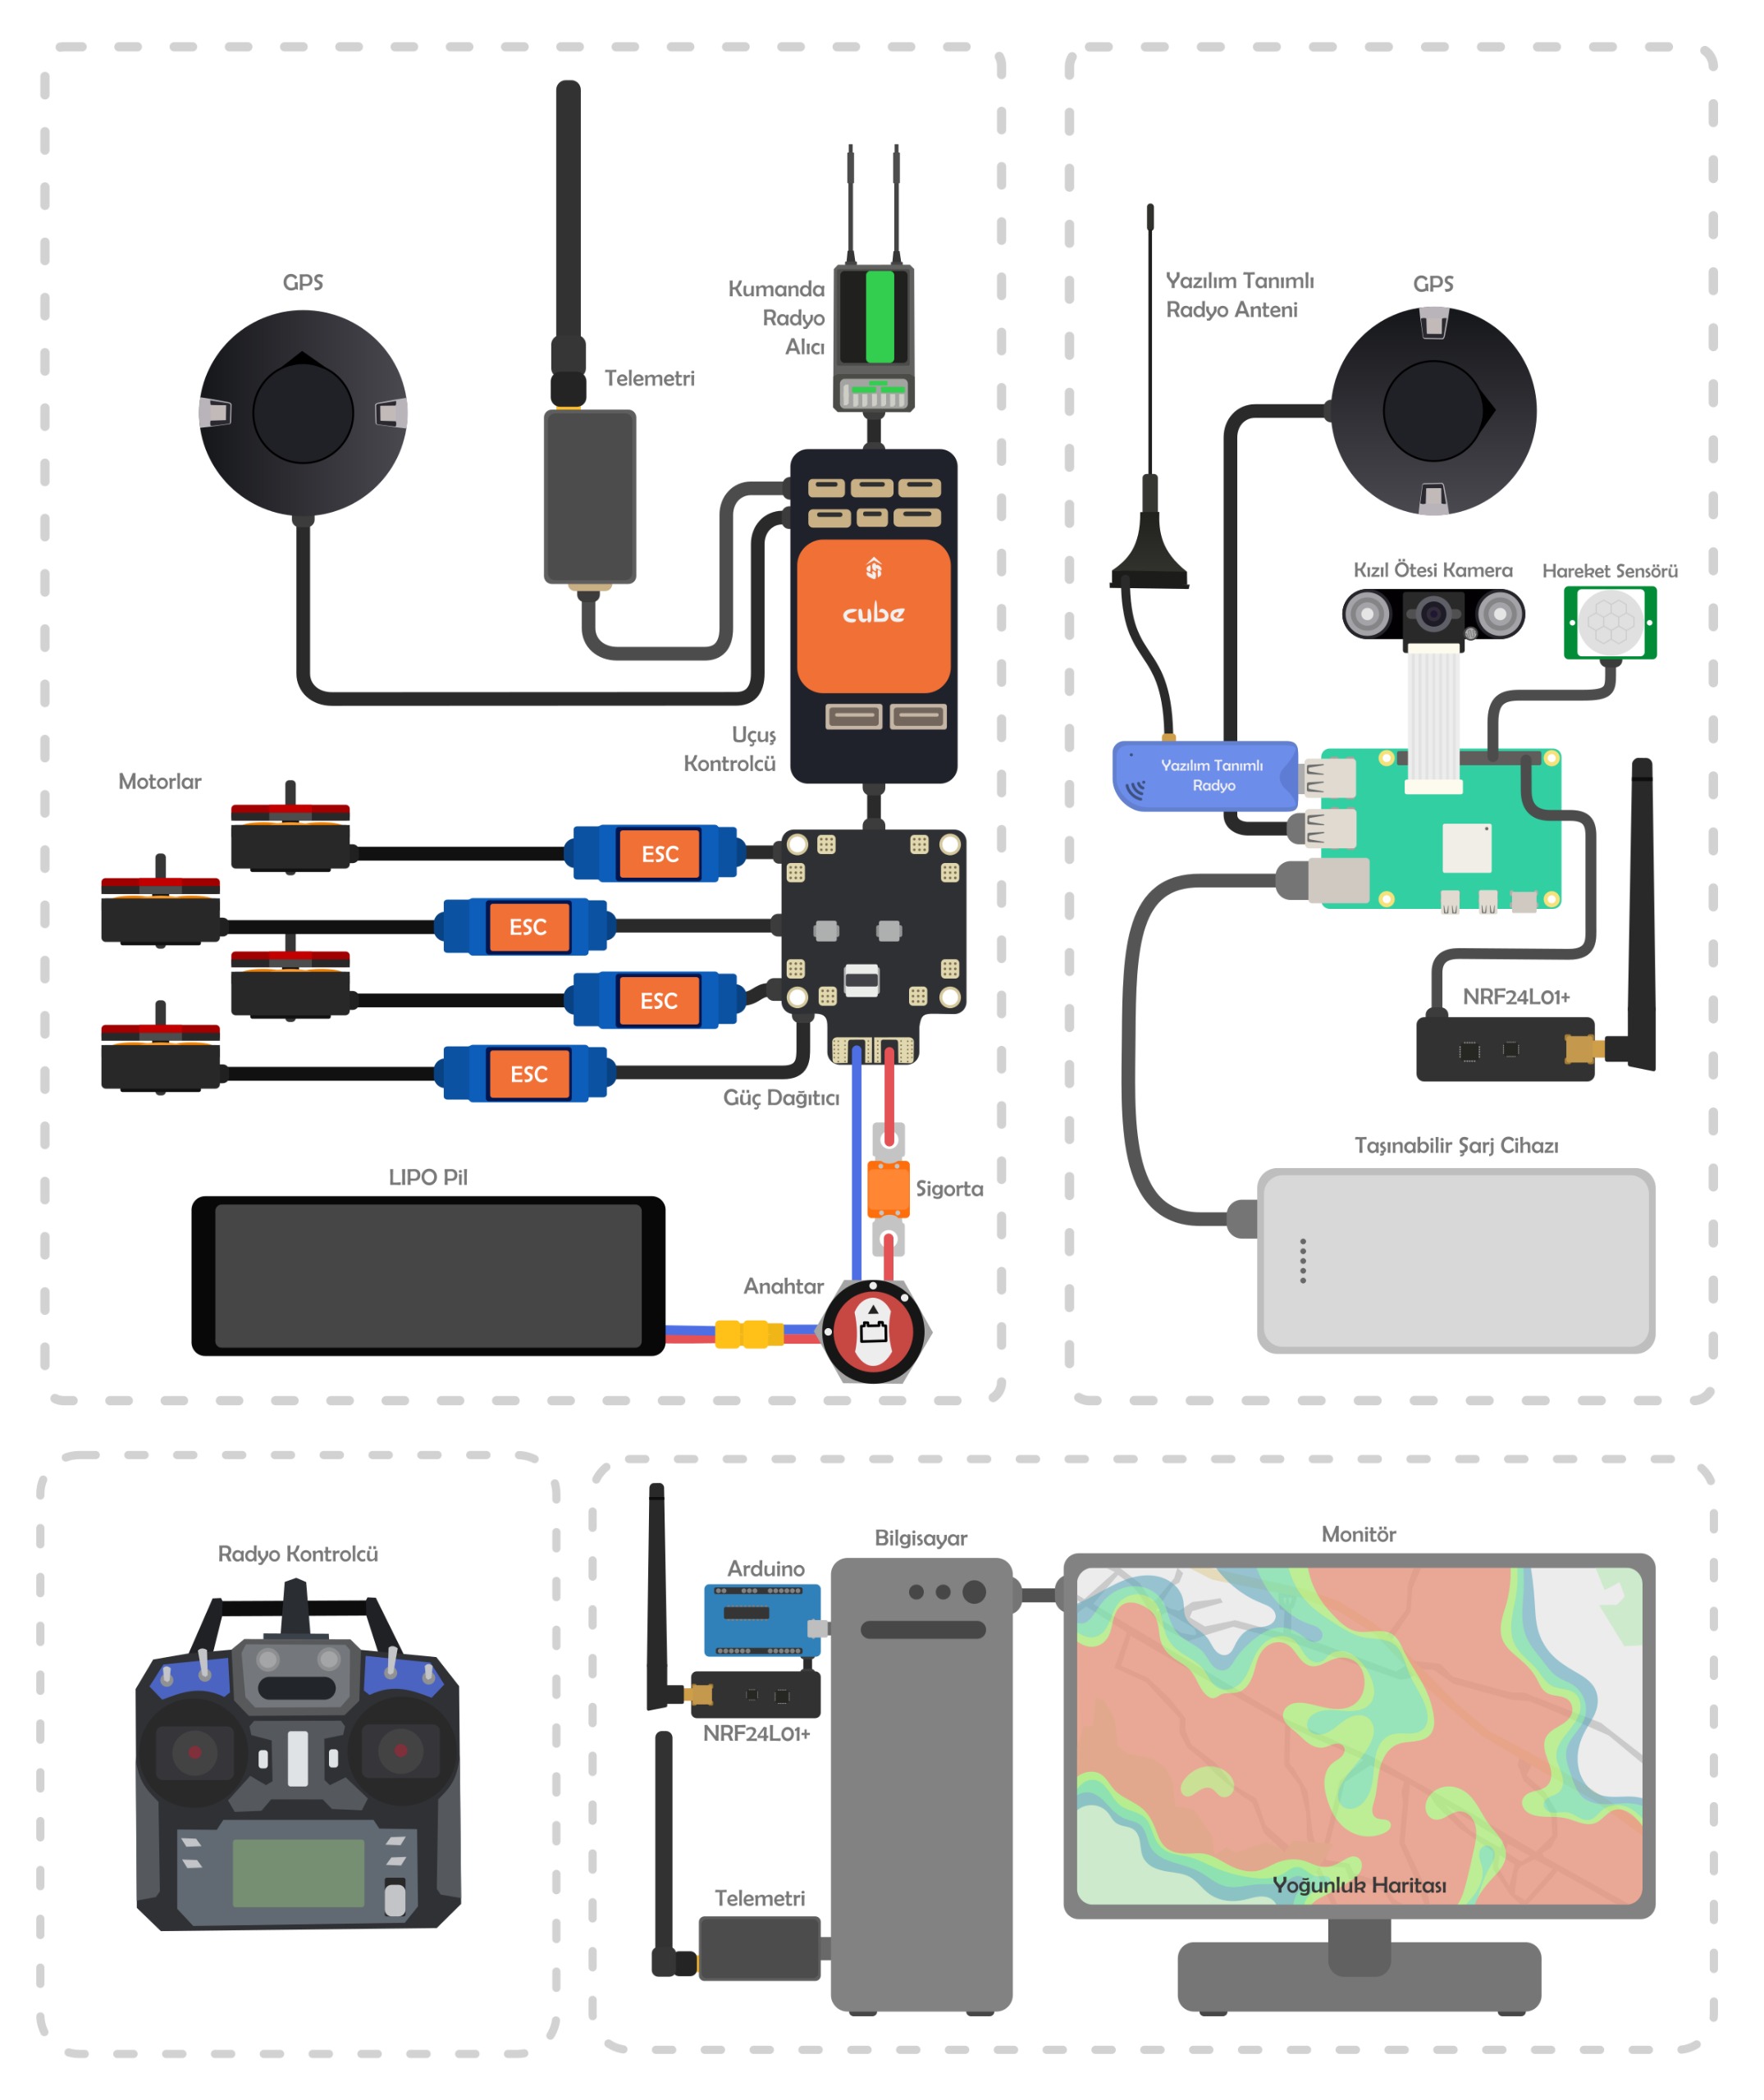 GPS
Telemetri
Kumanda
Radyo
Alıcı
cube
Uçuş
Kontrolcü
Motorlar
ESC
ESC
ESC
ESC
Güç Dağıtıcı
LIPO Pil
Sigorta
Anahtar
Yazılım Tanımlı
Radyo Anteni
GPS
Kızıl Ötesi Kamera
Hareket Sensörü
Yazılım Tanımlı
Radyo
NRF24L01+
Taşınabilir Şarj Cihazı
Radyo Kontrolcü
Arduino
NRF24L01+
Telemetri
Bilgisayar
Monitör
Yoğunluk Haritası